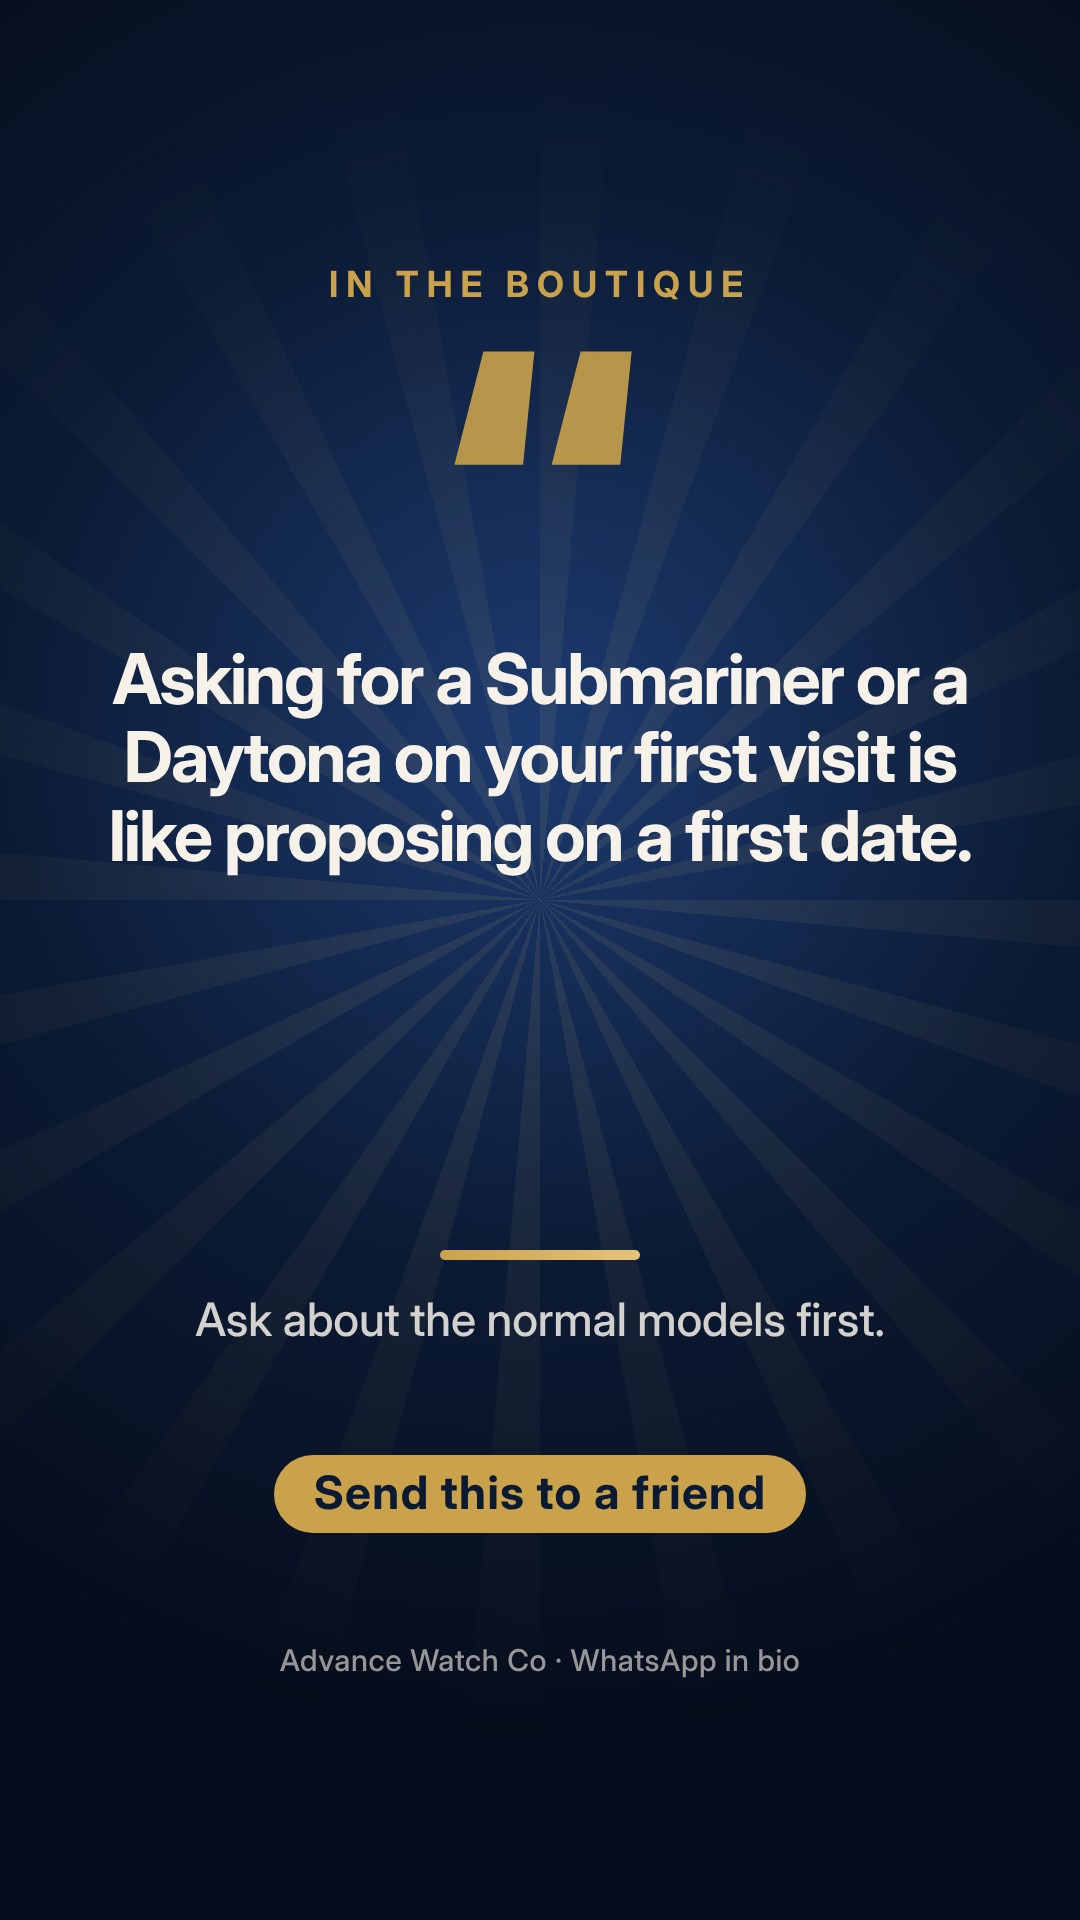 IN THE BOUTIQUE
"
Asking for a Submariner or a
Daytona on your first visit is
like proposing on a first date.
Ask about the normal models first.
Send this to a friend
Advance Watch Co · WhatsApp in bio